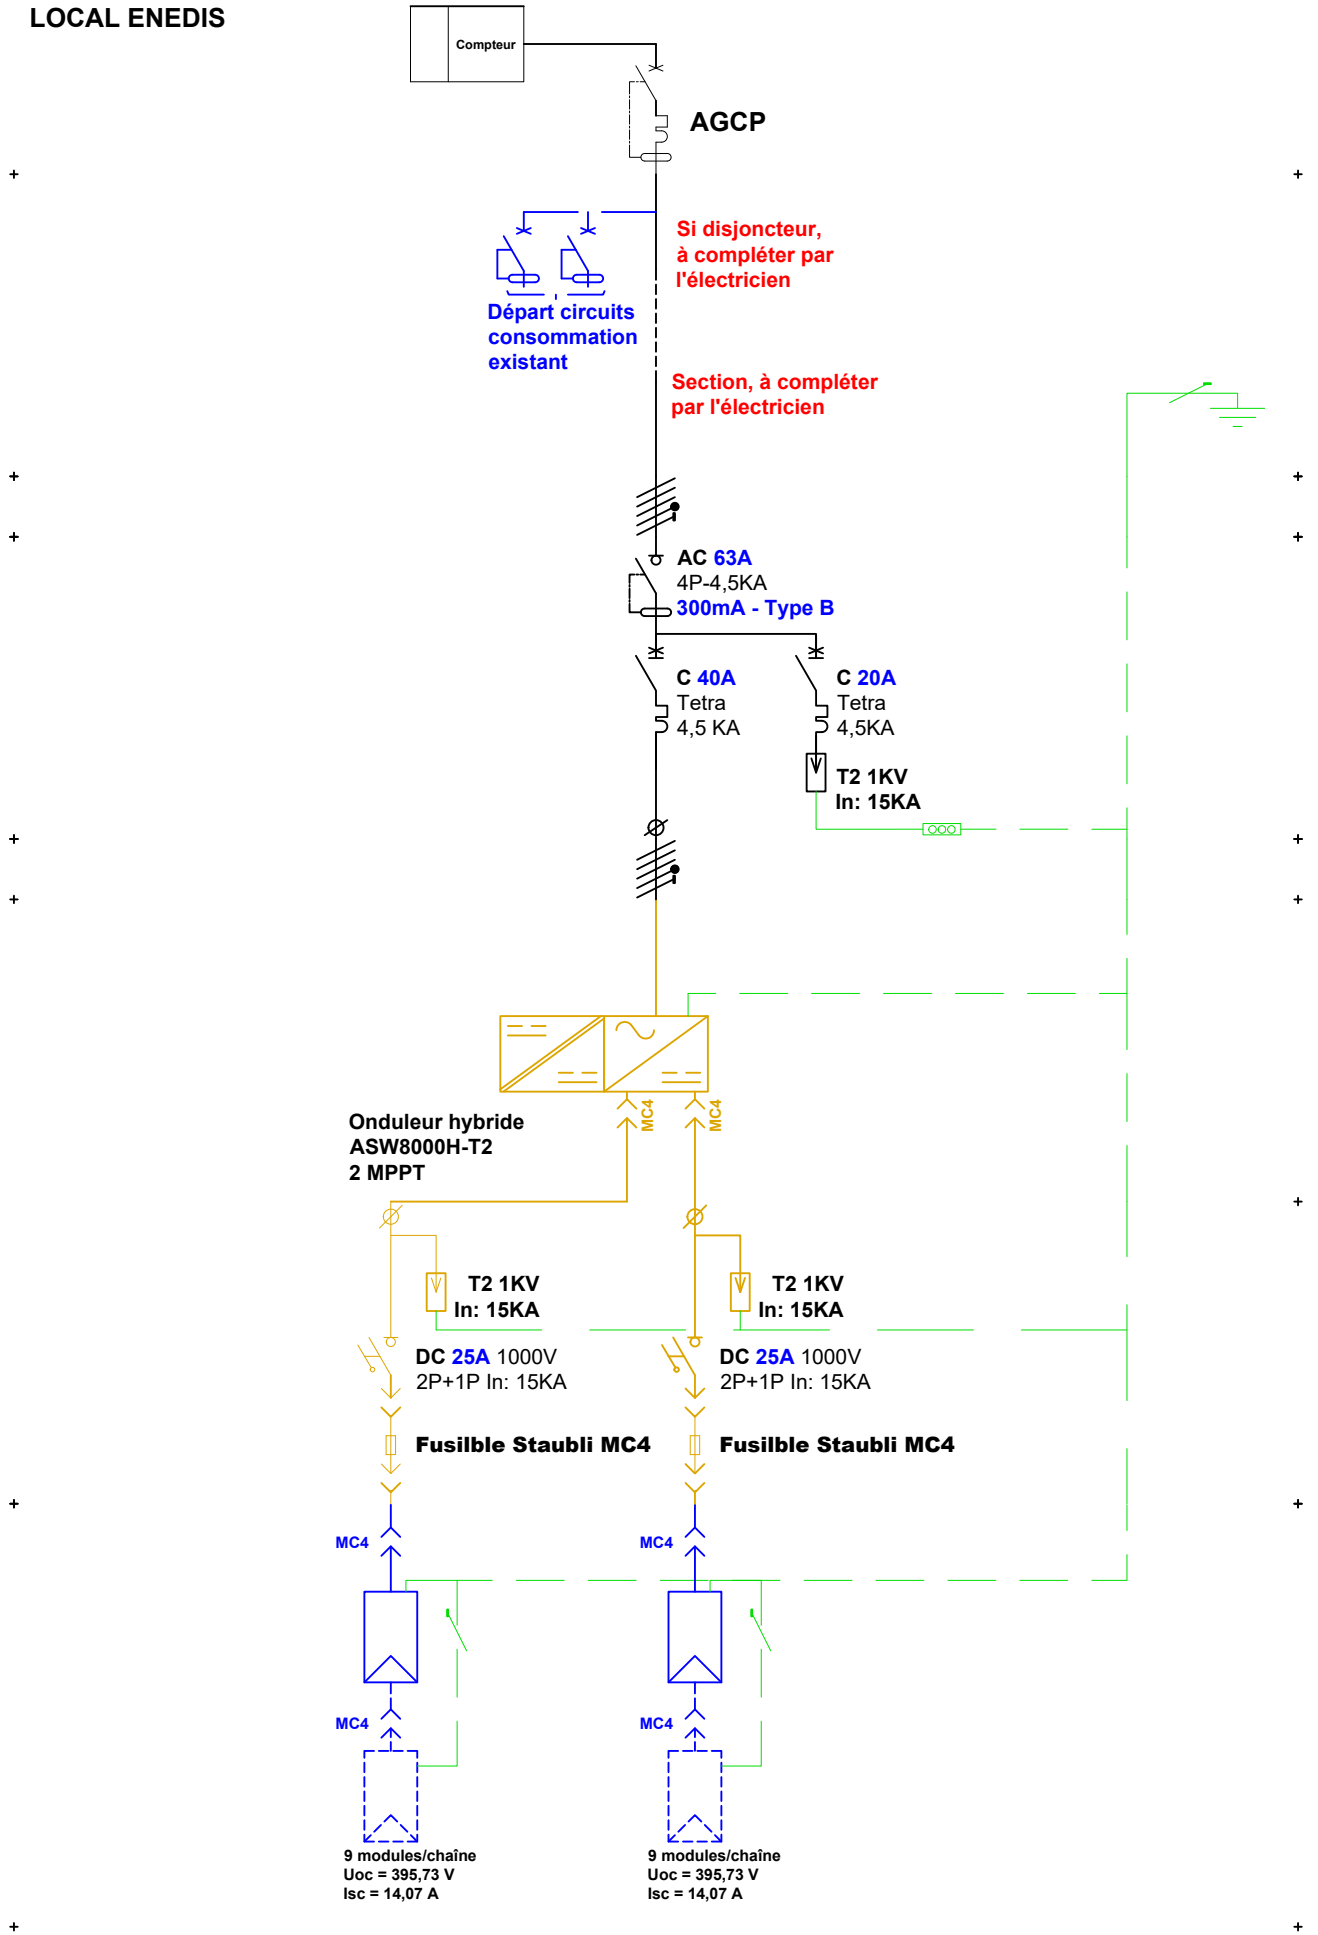 LOCAL ENEDIS
Compteur
AGCP
Si disjoncteur,
à compléter par
l'électricien
Départ circuits
consommation
existant
Section, à compléter
par l'électricien
AC 63A
4P-4,5KA
300mA - Type B
C 40A
Tetra
4,5 KA
C 20A
Tetra
4,5KA
T2 1KV
In: 15KA
MC4
MC4
Onduleur hybride
ASW8000H-T2
2 MPPT
T2 1KV
In: 15KA
T2 1KV
In: 15KA
DC 25A 1000V
2P+1P In: 15KA
DC 25A 1000V
2P+1P In: 15KA
Fusilble Staubli MC4
Fusilble Staubli MC4
MC4
MC4
MC4
MC4
9 modules/chaîne
Uoc = 395,73 V
Isc = 14,07 A
9 modules/chaîne
Uoc = 395,73 V
Isc = 14,07 A